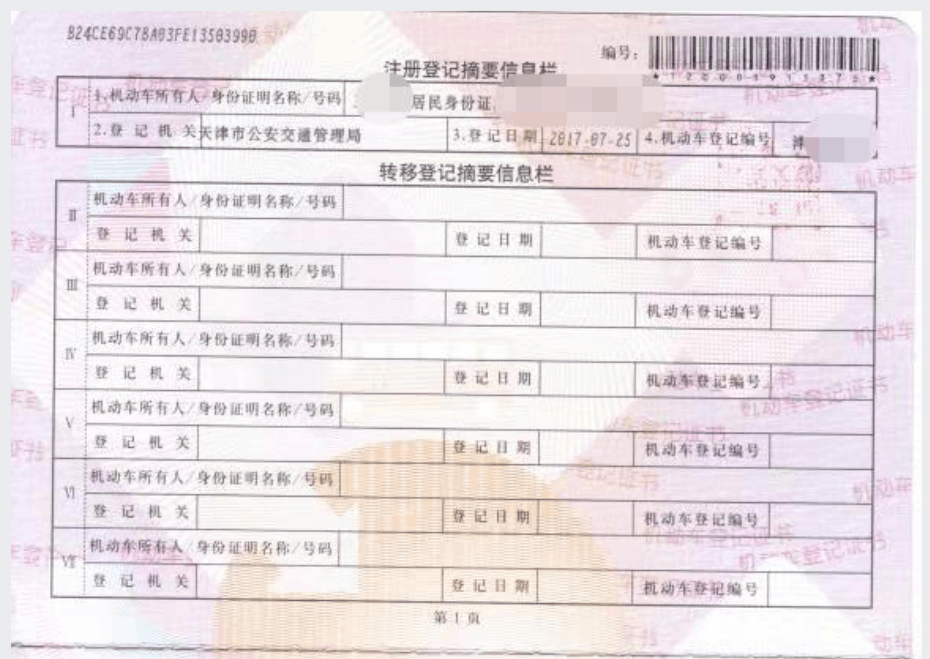 B24CE69C7BA03FE13503990
编号：
*120001913375*
注册登记摘要信息栏
I 1.机动车所有人/身份证明名称/号码 居民身份证
2.登记机关 天津市公安交通管理局 3.登记日期 2017-07-25 4.机动车登记编号 津
转移登记摘要信息栏
II 机动车所有人/身份证明名称/号码
登记机关 登记日期 机动车登记编号
III 机动车所有人/身份证明名称/号码
登记机关 登记日期 机动车登记编号
IV 机动车所有人/身份证明名称/号码
登记机关 登记日期 机动车登记编号
V 机动车所有人/身份证明名称/号码
登记机关 登记日期 机动车登记编号
VI 机动车所有人/身份证明名称/号码
登记机关 登记日期 机动车登记编号
VII 机动车所有人/身份证明名称/号码
登记机关 登记日期 机动车登记编号
第1页